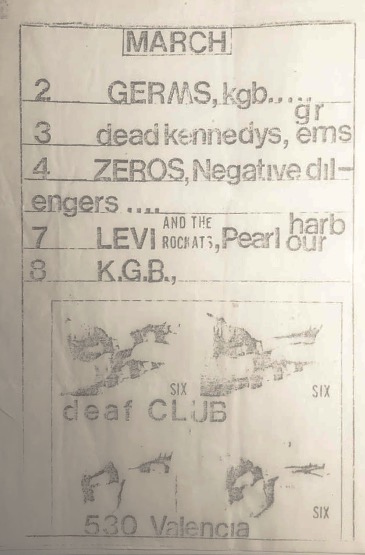 MARCH
2 GERMS, kgb.....
3 dead kennedys, gr ems
4 ZEROS, Negative dil-
engers ....
7 LEVI AND THE ROCKATS, Pearl harb our
8 K.G.B.,
SIX SIX
deaf CLUB
SIX
530 Valencia